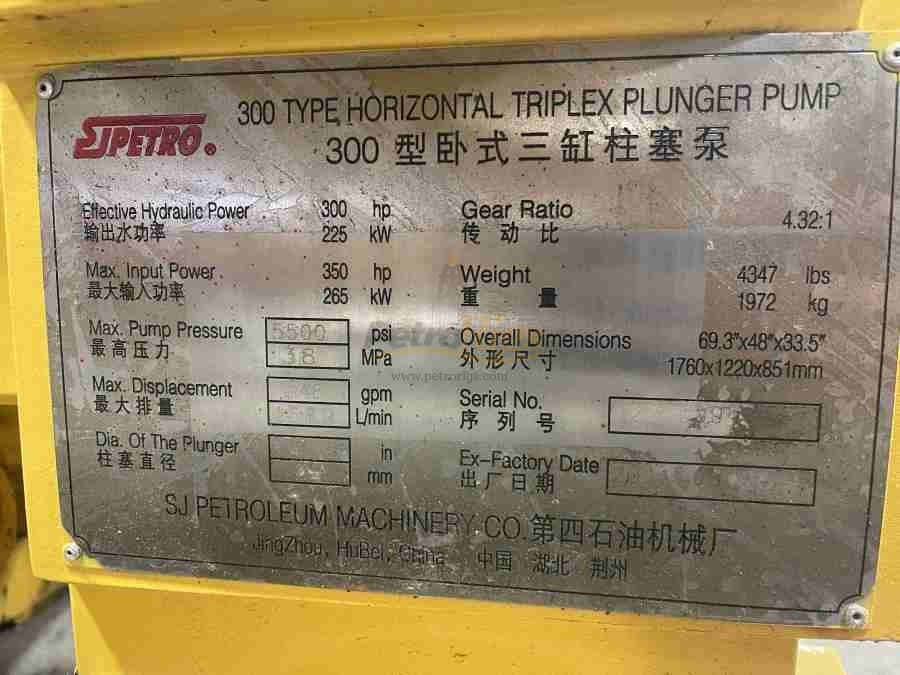 SJPETRO®
300 TYPE HORIZONTAL TRIPLEX PLUNGER PUMP
300 型卧式三缸柱塞泵
Effective Hydraulic Power 300 hp
输出水功率 225 kW
Max. Input Power 350 hp
最大输入功率 265 kW
Max. Pump Pressure 5500 psi
最高压力 38 MPa
Max. Displacement gpm
最大排量 L/min
Dia. Of The Plunger in
柱塞直径 mm
Gear Ratio 4.32:1
传动比
Weight 4347 lbs
重量 1972 kg
Overall Dimensions 69.3"x48"x33.5"
外形尺寸 1760x1220x851mm
Serial No.
序列号
Ex-Factory Date
出厂日期
SJ PETROLEUM MACHINERY CO. 第四石油机械厂
JingZhou, HuBei, China 中国 湖北 荆州
www.petrorigs.com